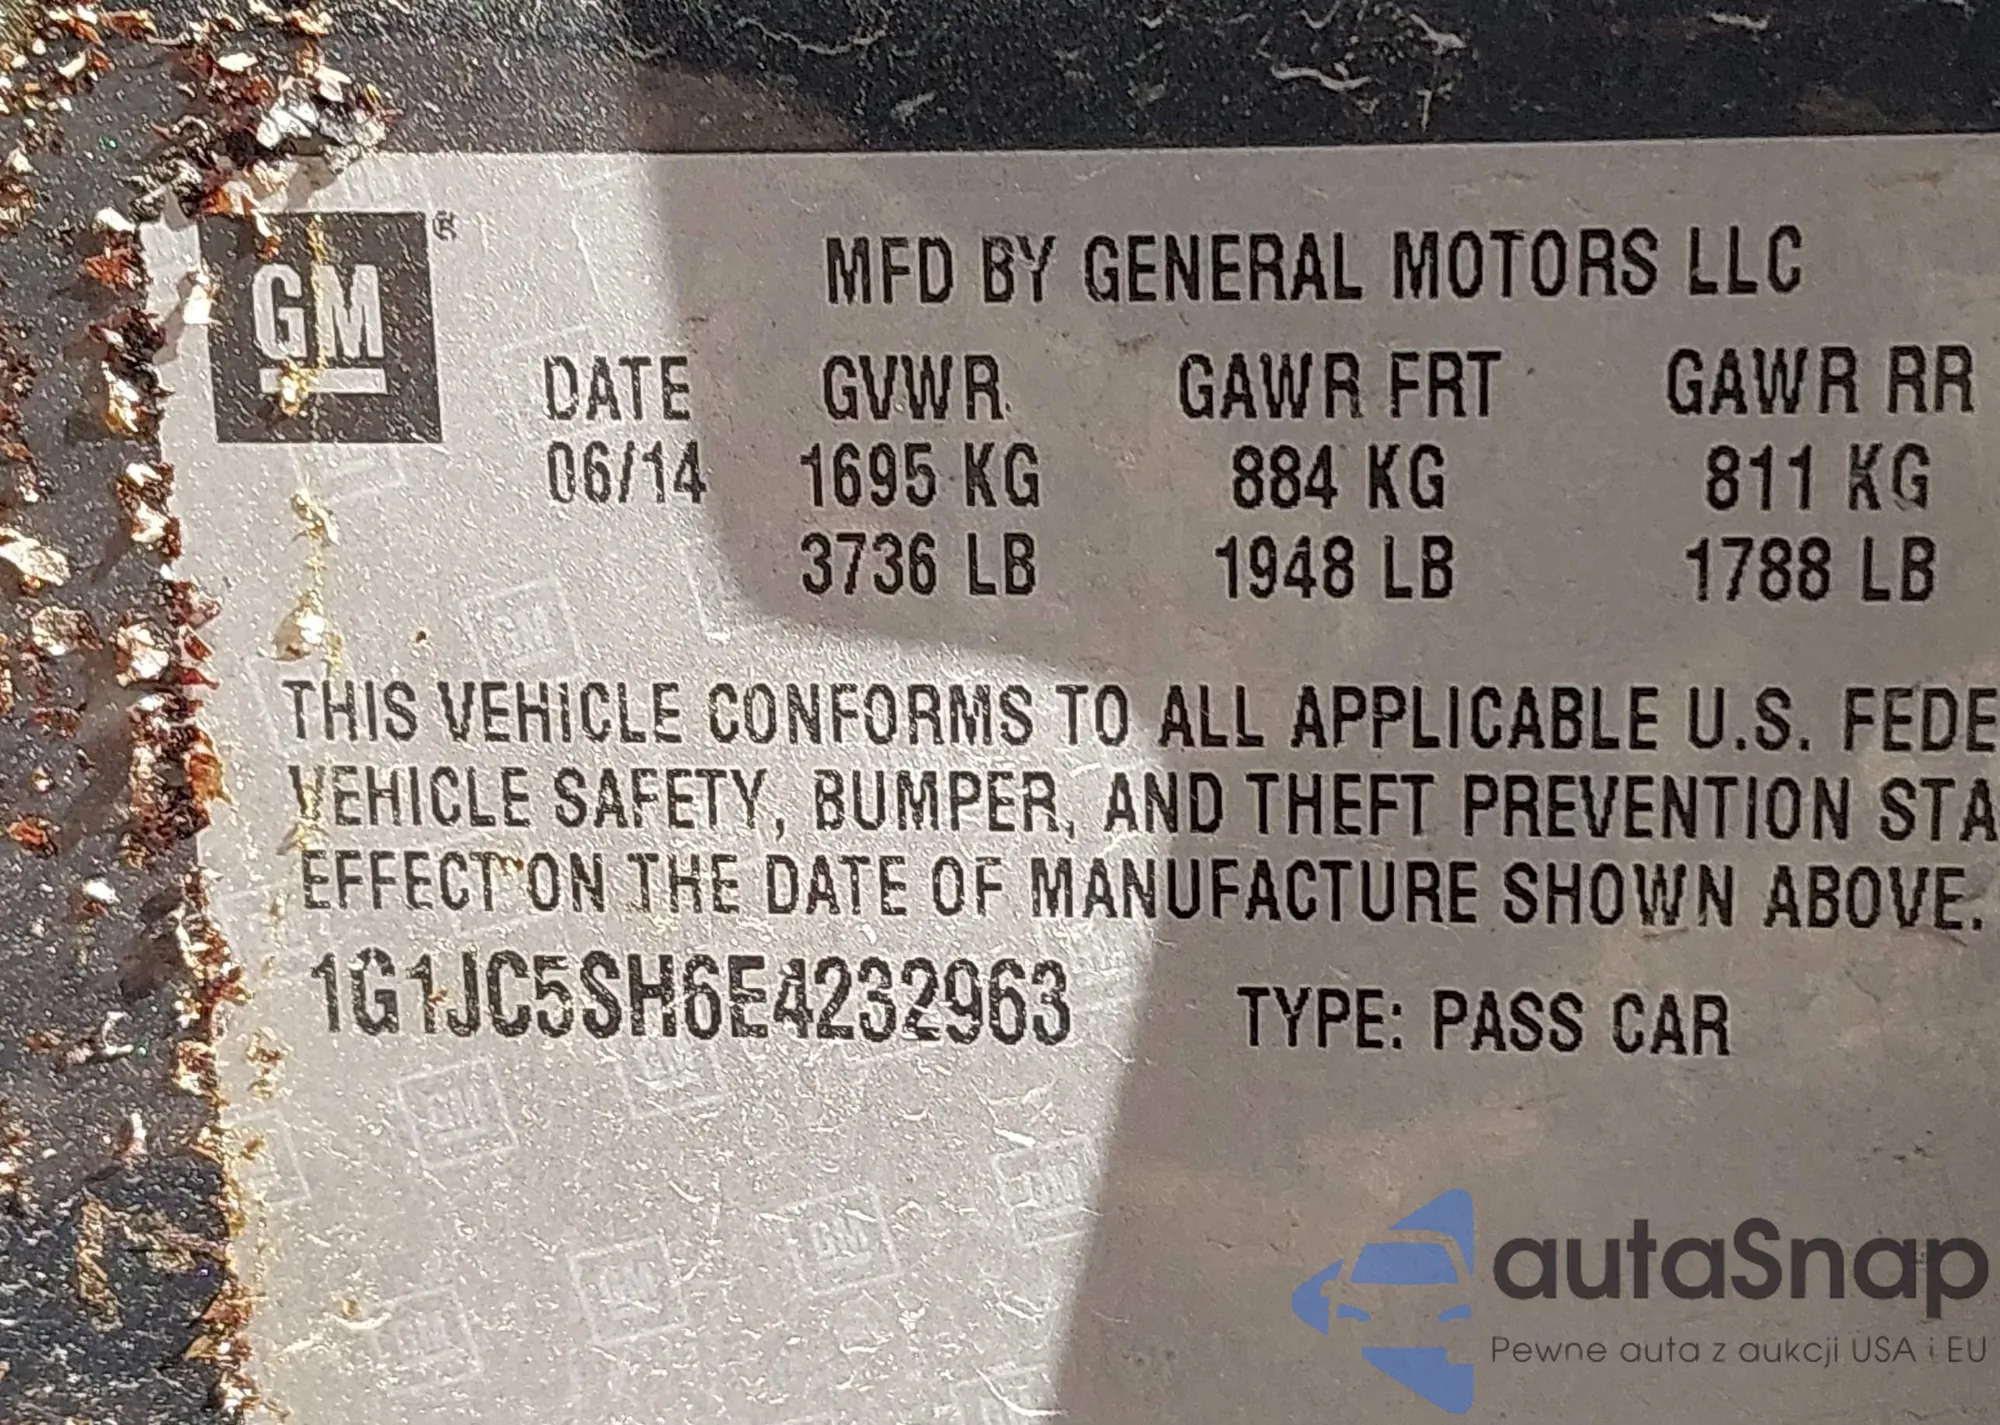 GM ®
MFD BY GENERAL MOTORS LLC
DATE GVWR GAWR FRT GAWR RR
06/14 1695 KG 884 KG 811 KG
3736 LB 1948 LB 1788 LB
THIS VEHICLE CONFORMS TO ALL APPLICABLE U.S. FEDE
VEHICLE SAFETY, BUMPER, AND THEFT PREVENTION STA
EFFECT ON THE DATE OF MANUFACTURE SHOWN ABOVE.
1G1JC5SH6E4232963 TYPE: PASS CAR
autaSnap
Pewne auta z aukcji USA i EU